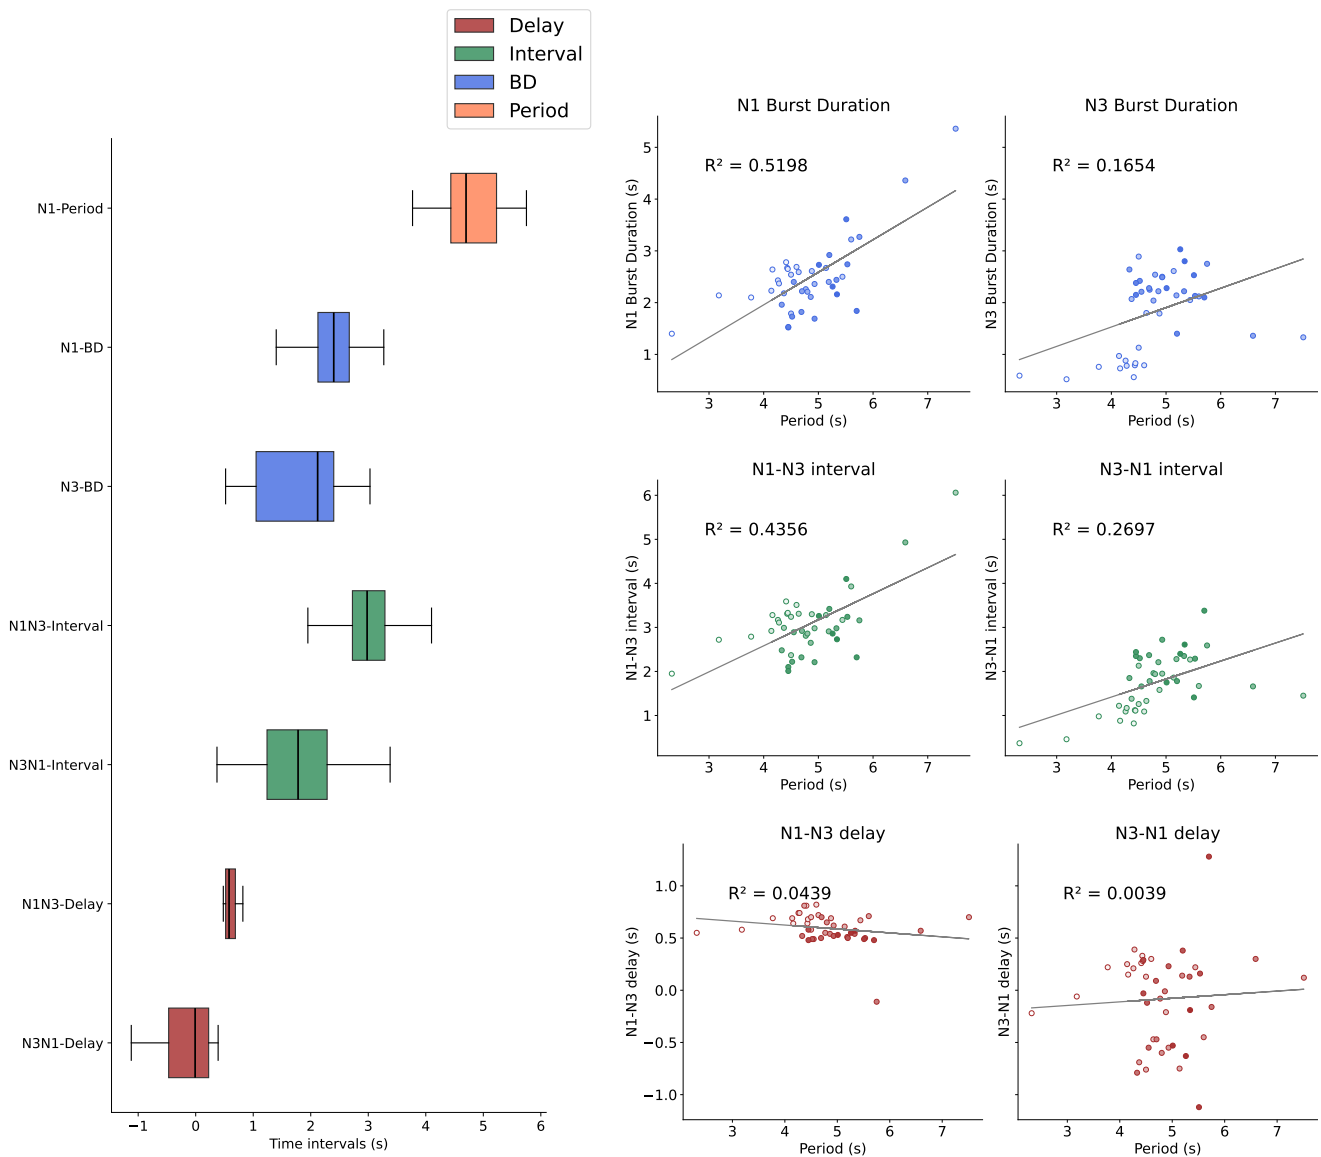 Delay
Interval
BD
Period
N1-Period
N1-BD
N3-BD
N1N3-Interval
N3N1-Interval
N1N3-Delay
N3N1-Delay
−1 0 1 2 3 4 5 6
Time intervals (s)
N1 Burst Duration
R² = 0.5198
N1 Burst Duration (s)
5
4
3
2
1
3 4 5 6 7
Period (s)
N3 Burst Duration
R² = 0.1654
N3 Burst Duration (s)
3 4 5 6 7
Period (s)
N1-N3 interval
R² = 0.4356
N1-N3 interval (s)
6
5
4
3
2
1
3 4 5 6 7
Period (s)
N3-N1 interval
R² = 0.2697
N3-N1 interval (s)
3 4 5 6 7
Period (s)
N1-N3 delay
R² = 0.0439
N1-N3 delay (s)
1.0
0.5
0.0
−0.5
−1.0
3 4 5 6 7
Period (s)
N3-N1 delay
R² = 0.0039
N3-N1 delay (s)
3 4 5 6 7
Period (s)